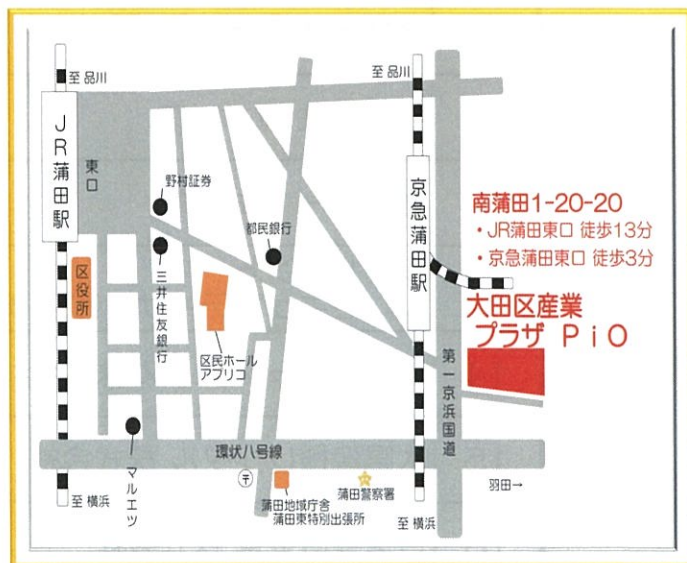 至 品川
至 品川
JR蒲田駅
東口
野村証券
京急蒲田駅
南蒲田1-20-20
・JR蒲田東口 徒歩13分
・京急蒲田東口 徒歩3分
都民銀行
区役所
三井住友銀行
大田区産業
プラザ PiO
区民ホール
アプリコ
第一京浜国道
環状八号線
マルエツ
〒
蒲田地域庁舎
蒲田東特別出張所
蒲田警察署
羽田→
至 横浜
至 横浜